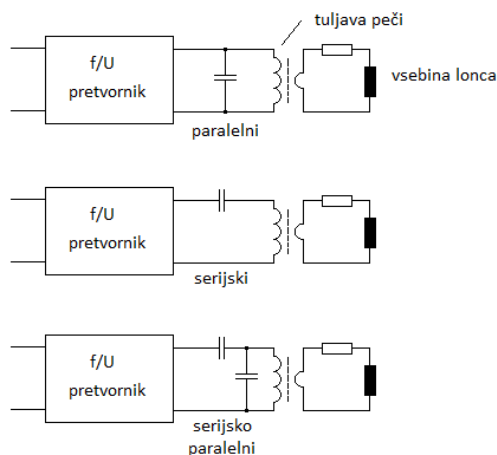 tuljava peči
f/U
pretvornik
vsebina lonca
paralelni
f/U
pretvornik
serijski
f/U
pretvornik
serijsko
paralelni